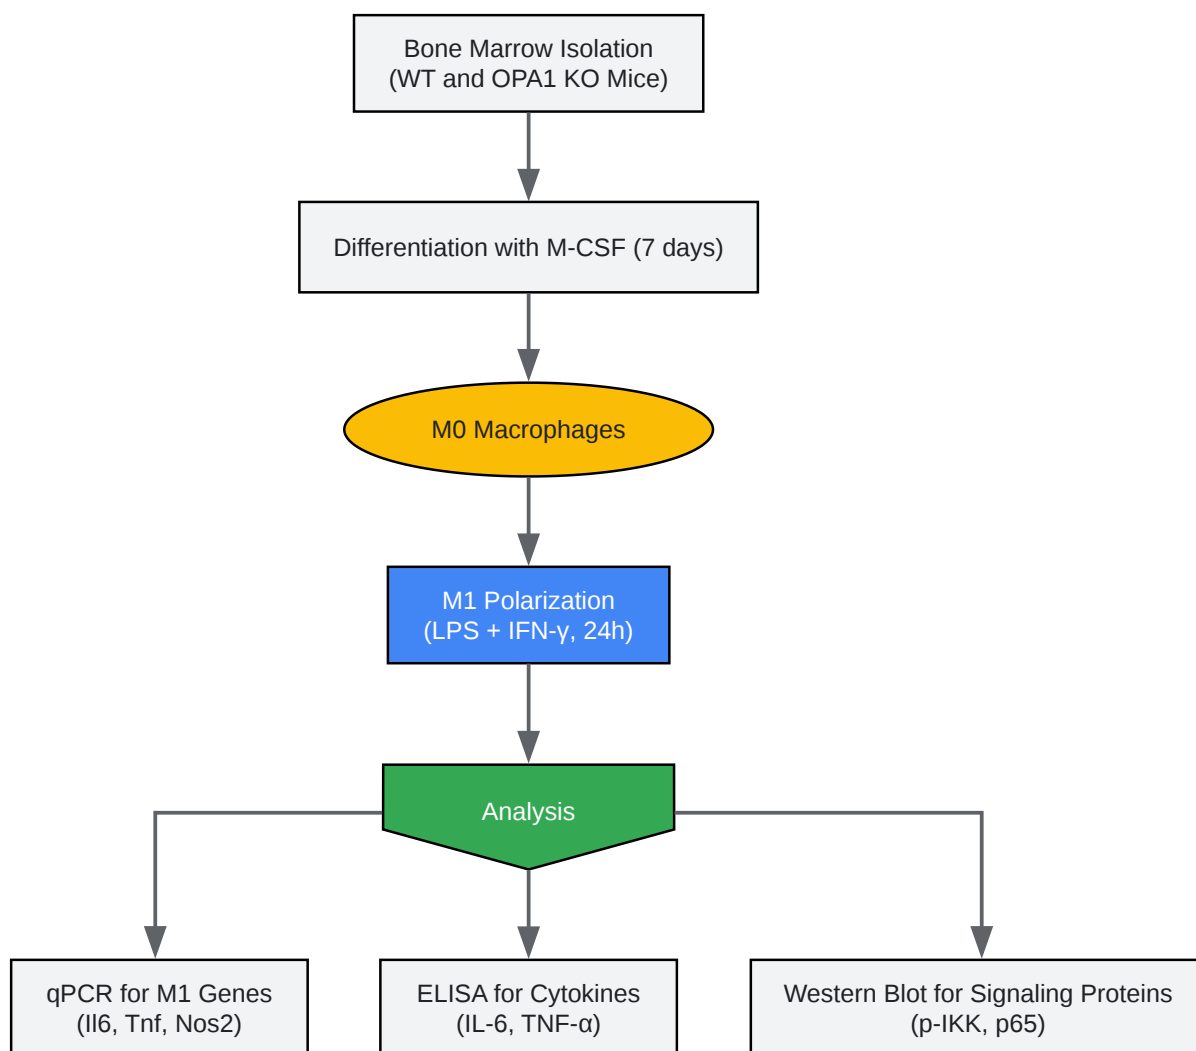 Bone Marrow Isolation
(WT and OPA1 KO Mice)
Differentiation with M-CSF (7 days)
M0 Macrophages
M1 Polarization
(LPS + IFN-γ, 24h)
Analysis
qPCR for M1 Genes
(Il6, Tnf, Nos2)
ELISA for Cytokines
(IL-6, TNF-α)
Western Blot for Signaling Proteins
(p-IKK, p65)